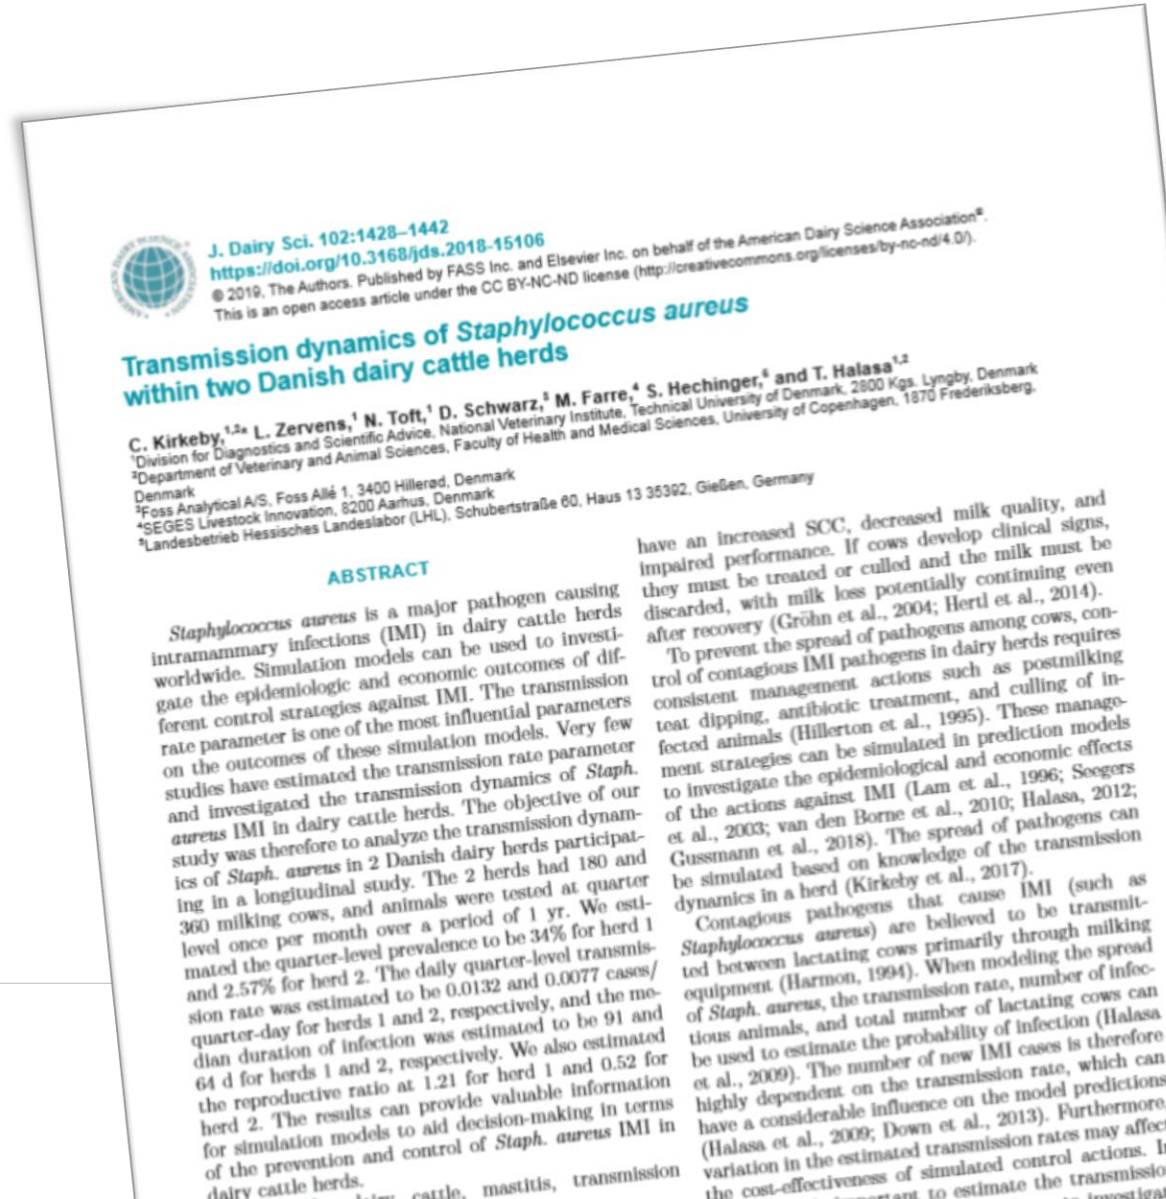 J. Dairy Sci. 102:1428–1442
https://doi.org/10.3168/jds.2018-15106
© 2019, The Authors. Published by FASS Inc. and Elsevier Inc. on behalf of the American Dairy Science Association®.
This is an open access article under the CC BY-NC-ND license (http://creativecommons.org/licenses/by-nc-nd/4.0/).
Transmission dynamics of Staphylococcus aureus
within two Danish dairy cattle herds
C. Kirkeby,1,2* L. Zervens,1 N. Toft,1 D. Schwarz,3 M. Farre,4 S. Hechinger,5 and T. Halasa1,2
1Division for Diagnostics and Scientific Advice, National Veterinary Institute, Technical University of Denmark, 2800 Kgs. Lyngby, Denmark
2Department of Veterinary and Animal Sciences, Faculty of Health and Medical Sciences, University of Copenhagen, 1870 Frederiksberg,
Denmark
3Foss Analytical A/S, Foss Allé 1, 3400 Hillerød, Denmark
4SEGES Livestock Innovation, 8200 Aarhus, Denmark
5Landesbetrieb Hessisches Landeslabor (LHL), Schubertstraße 60, Haus 13 35392, Gießen, Germany
ABSTRACT
Staphylococcus aureus is a major pathogen causing
intramammary infections (IMI) in dairy cattle herds
worldwide. Simulation models can be used to investi-
gate the epidemiologic and economic outcomes of dif-
ferent control strategies against IMI. The transmission
rate parameter is one of the most influential parameters
on the outcomes of these simulation models. Very few
studies have estimated the transmission rate parameter
and investigated the transmission dynamics of Staph.
aureus IMI in dairy cattle herds. The objective of our
study was therefore to analyze the transmission dynam-
ics of Staph. aureus in 2 Danish dairy herds participat-
ing in a longitudinal study. The 2 herds had 180 and
360 milking cows, and animals were tested at quarter
level once per month over a period of 1 yr. We esti-
mated the quarter-level prevalence to be 34% for herd 1
and 2.57% for herd 2. The daily quarter-level transmis-
sion rate was estimated to be 0.0132 and 0.0077 cases/
quarter-day for herds 1 and 2, respectively, and the me-
dian duration of infection was estimated to be 91 and
64 d for herds 1 and 2, respectively. We also estimated
the reproductive ratio at 1.21 for herd 1 and 0.52 for
herd 2. The results can provide valuable information
for simulation models to aid decision-making in terms
of the prevention and control of Staph. aureus IMI in
dairy cattle herds.
cattle, mastitis, transmission
have an increased SCC, decreased milk quality, and
impaired performance. If cows develop clinical signs,
they must be treated or culled and the milk must be
discarded, with milk loss potentially continuing even
after recovery (Gröhn et al., 2004; Hertl et al., 2014).
To prevent the spread of pathogens among cows, con-
trol of contagious IMI pathogens in dairy herds requires
consistent management actions such as postmilking
teat dipping, antibiotic treatment, and culling of in-
fected animals (Hillerton et al., 1995). These manage-
ment strategies can be simulated in prediction models
to investigate the epidemiological and economic effects
of the actions against IMI (Lam et al., 1996; Seegers
et al., 2003; van den Borne et al., 2010; Halasa, 2012;
Gussmann et al., 2018). The spread of pathogens can
be simulated based on knowledge of the transmission
dynamics in a herd (Kirkeby et al., 2017).
Contagious pathogens that cause IMI (such as
Staphylococcus aureus) are believed to be transmit-
ted between lactating cows primarily through milking
equipment (Harmon, 1994). When modeling the spread
of Staph. aureus, the transmission rate, number of infec-
tious animals, and total number of lactating cows can
be used to estimate the probability of infection (Halasa
et al., 2009). The number of new IMI cases is therefore
highly dependent on the transmission rate, which can
have a considerable influence on the model predictions
(Halasa et al., 2009; Down et al., 2013). Furthermore,
variation in the estimated transmission rates may affect
the cost-effectiveness of simulated control actions.
important to estimate the